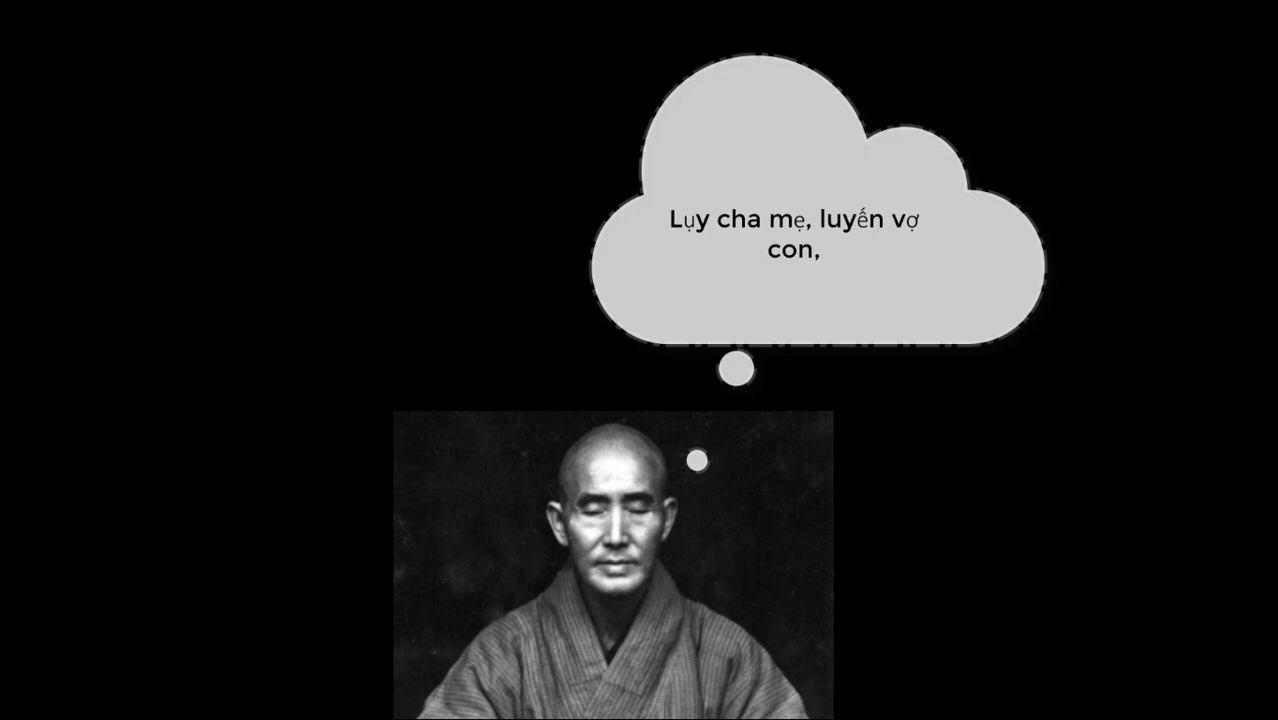 Lụy cha mẹ, luyến vợ
con,